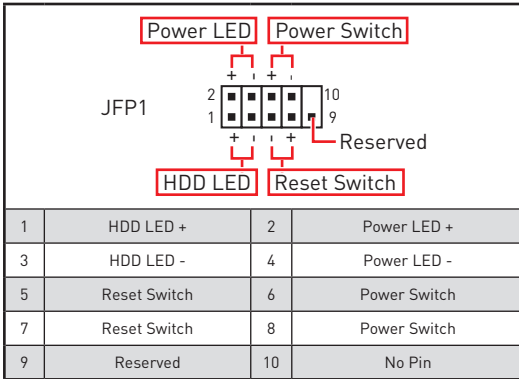 Power LED Power Switch
+ - + -
2 10
JFP1
1 9
+ - - +
Reserved
HDD LED Reset Switch
1 HDD LED + 2 Power LED +
3 HDD LED - 4 Power LED -
5 Reset Switch 6 Power Switch
7 Reset Switch 8 Power Switch
9 Reserved 10 No Pin